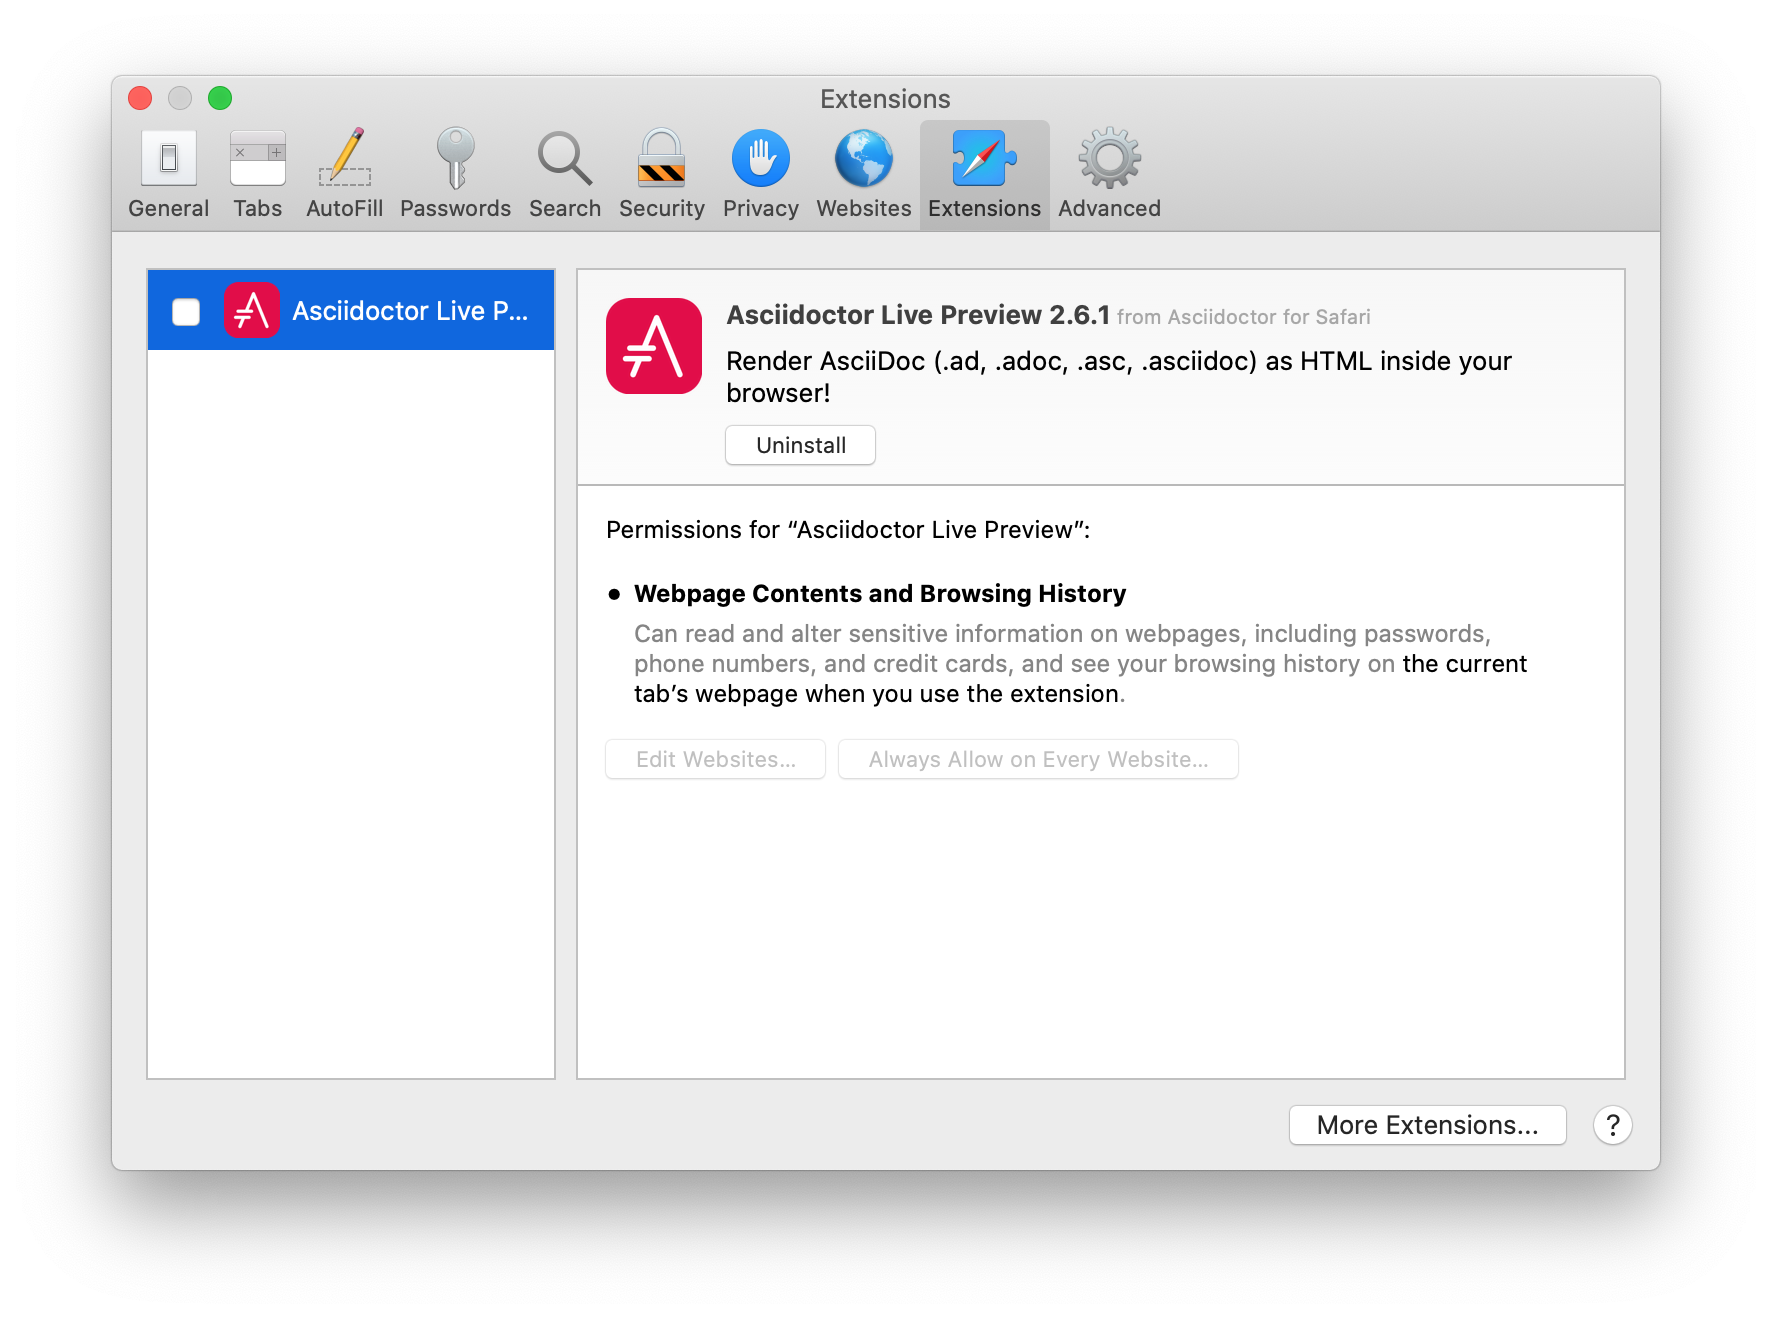 Extensions
General Tabs AutoFill Passwords Search Security Privacy Websites Extensions Advanced
Asciidoctor Live P...
Asciidoctor Live Preview 2.6.1 from Asciidoctor for Safari
Render AsciiDoc (.ad, .adoc, .asc, .asciidoc) as HTML inside your
browser!
Uninstall
Permissions for “Asciidoctor Live Preview”:
• Webpage Contents and Browsing History
Can read and alter sensitive information on webpages, including passwords,
phone numbers, and credit cards, and see your browsing history on the current
tab’s webpage when you use the extension.
Edit Websites... Always Allow on Every Website...
More Extensions... ?